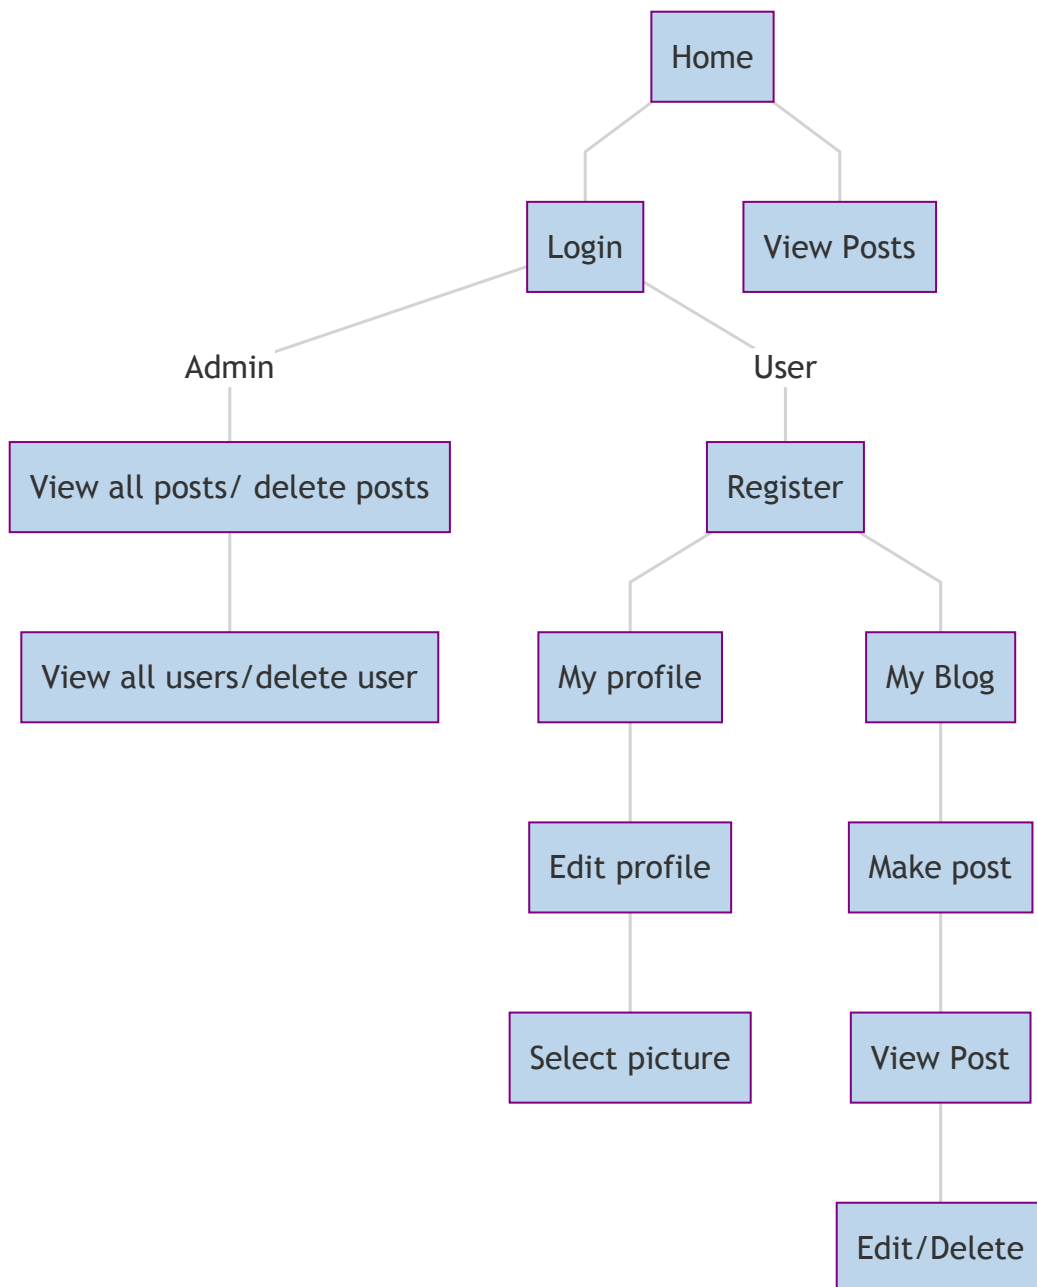 Home
Login
View Posts
Admin
User
View all posts/ delete posts
Register
View all users/delete user
My profile
My Blog
Edit profile
Make post
Select picture
View Post
Edit/Delete